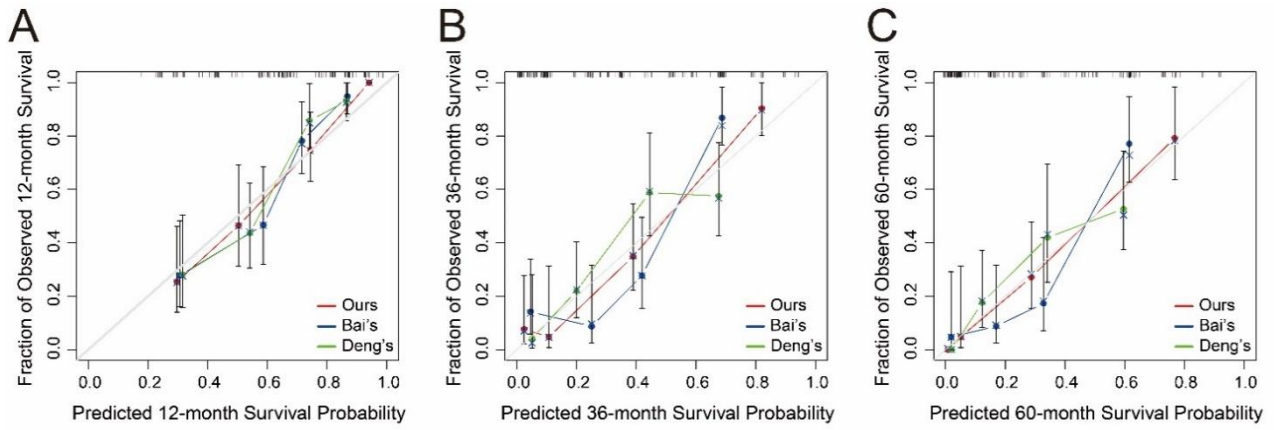 A
Fraction of Observed 12-month Survival
1.0
0.8
0.6
0.4
0.2
0.0
Ours
Bai's
Deng's
0.0 0.2 0.4 0.6 0.8 1.0
Predicted 12-month Survival Probability
B
Fraction of Observed 36-month Survival
1.0
0.8
0.6
0.4
0.2
0.0
Ours
Bai's
Deng's
0.0 0.2 0.4 0.6 0.8 1.0
Predicted 36-month Survival Probability
C
Fraction of Observed 60-month Survival
1.0
0.8
0.6
0.4
0.2
0.0
Ours
Bai's
Deng's
0.0 0.2 0.4 0.6 0.8 1.0
Predicted 60-month Survival Probability